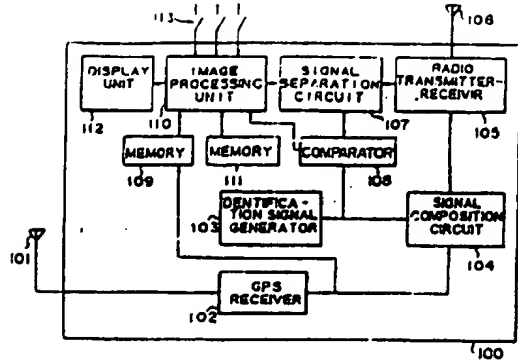 113
106
DISPLAY
UNIT
112
IMAGE
PROCESSING
UNIT
110
SIGNAL
SEPARATION
CIRCUIT
107
RADIO
TRANSMITTER-
RECEIVIR
105
MEMORY
109
MEMORY
111
COMPARATOR
108
DENTIFICA-
TION SIGNAL
GENERATOR
103
SIGNAL
COMPOSITION
CIRCUIT
104
101
GPS
RECEIVER
102
100